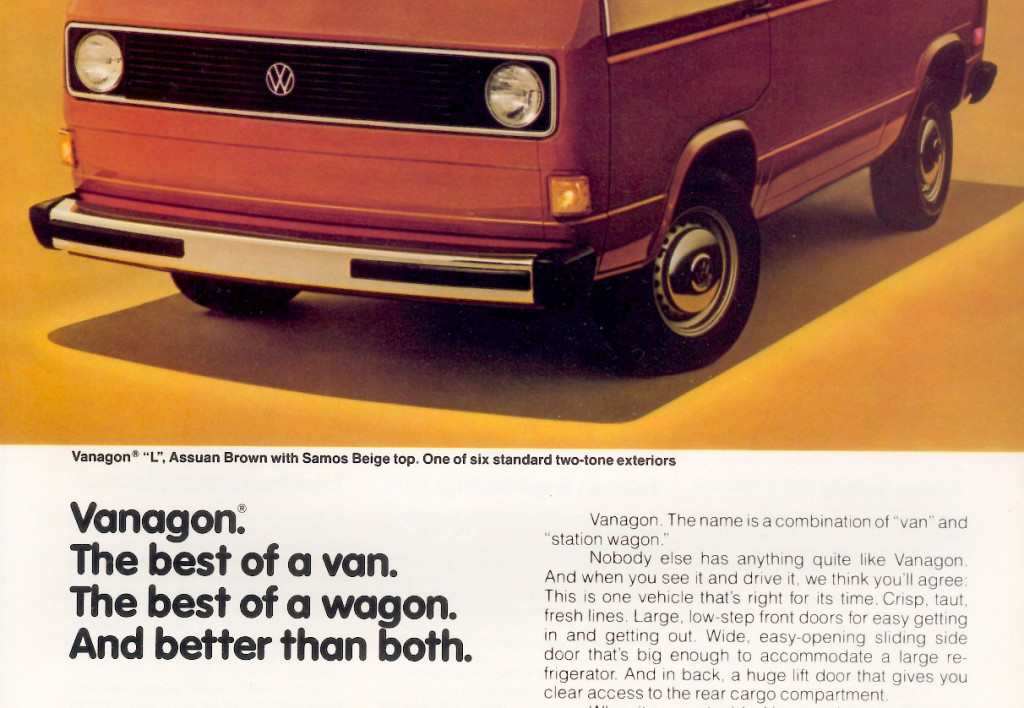 Vanagon® “L”, Assuan Brown with Samos Beige top. One of six standard two-tone exteriors
Vanagon.®
The best of a van.
The best of a wagon.
And better than both.
Vanagon. The name is a combination of “van” and
“station wagon.”
Nobody else has anything quite like Vanagon.
And when you see it and drive it, we think you’ll agree:
This is one vehicle that’s right for its time. Crisp, taut,
fresh lines. Large, low-step front doors for easy getting
in and getting out. Wide, easy-opening sliding side
door that’s big enough to accommodate a large re-
frigerator. And in back, a huge lift door that gives you
clear access to the rear cargo compartment.